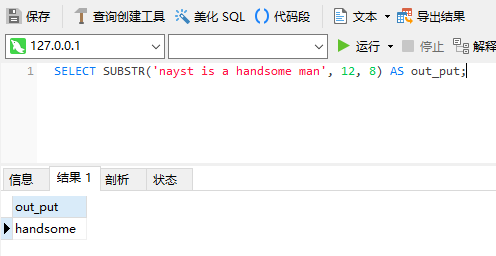 保存 查询创建工具 美化 SQL () 代码段 文本 导出结果
127.0.0.1 运行 停止 解释
1 SELECT SUBSTR('nayst is a handsome man', 12, 8) AS out_put;
信息 结果 1 剖析 状态
out_put
handsome